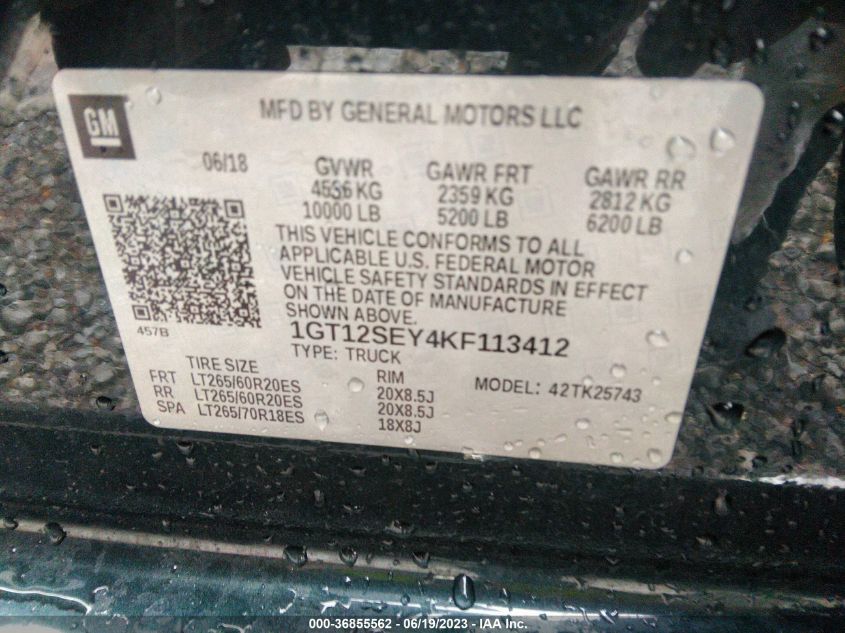 GM
MFD BY GENERAL MOTORS LLC
06/18 GVWR GAWR FRT GAWR RR
4536 KG 2359 KG 2812 KG
10000 LB 5200 LB 6200 LB
THIS VEHICLE CONFORMS TO ALL
APPLICABLE U.S. FEDERAL MOTOR
VEHICLE SAFETY STANDARDS IN EFFECT
ON THE DATE OF MANUFACTURE
SHOWN ABOVE.
457B
1GT12SEY4KF113412
TYPE: TRUCK
TIRE SIZE RIM MODEL: 42TK25743
FRT LT265/60R20ES 20X8.5J
RR LT265/60R20ES 20X8.5J
SPA LT265/70R18ES 18X8J
000-36855562 - 06/19/2023 - IAA Inc.